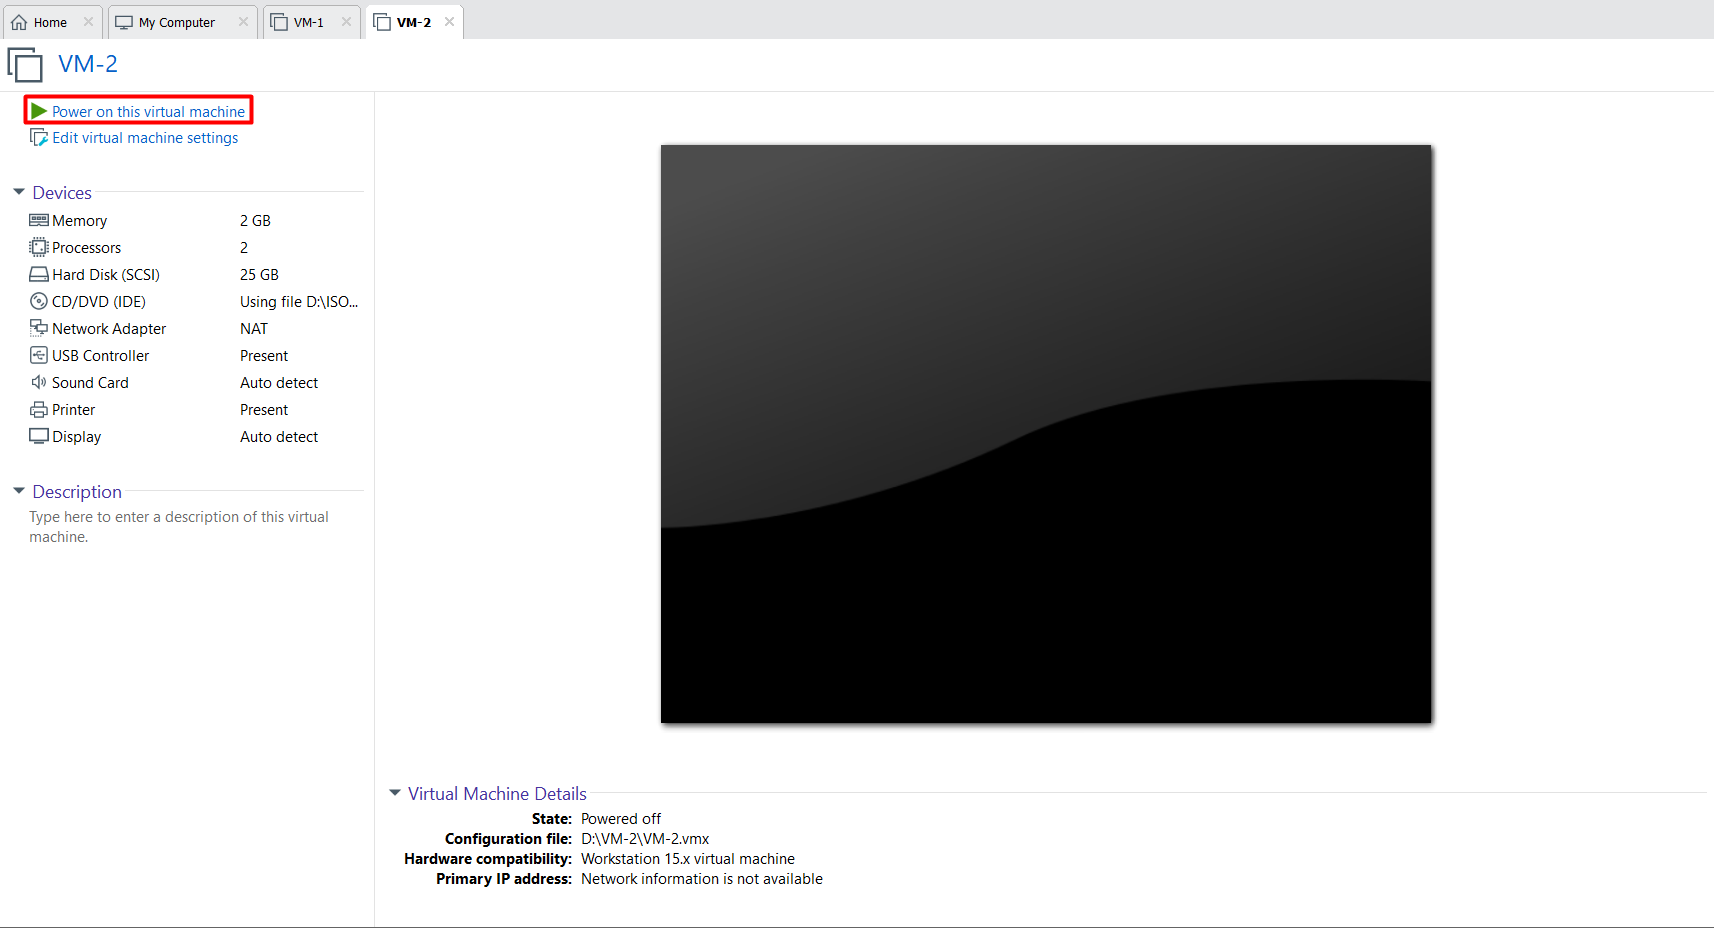 Home
My Computer
VM-1
VM-2
VM-2
Power on this virtual machine
Edit virtual machine settings
Devices
Memory 2 GB
Processors 2
Hard Disk (SCSI) 25 GB
CD/DVD (IDE) Using file D:\ISO...
Network Adapter NAT
USB Controller Present
Sound Card Auto detect
Printer Present
Display Auto detect
Description
Type here to enter a description of this virtual
machine.
Virtual Machine Details
State: Powered off
Configuration file: D:\VM-2\VM-2.vmx
Hardware compatibility: Workstation 15.x virtual machine
Primary IP address: Network information is not available